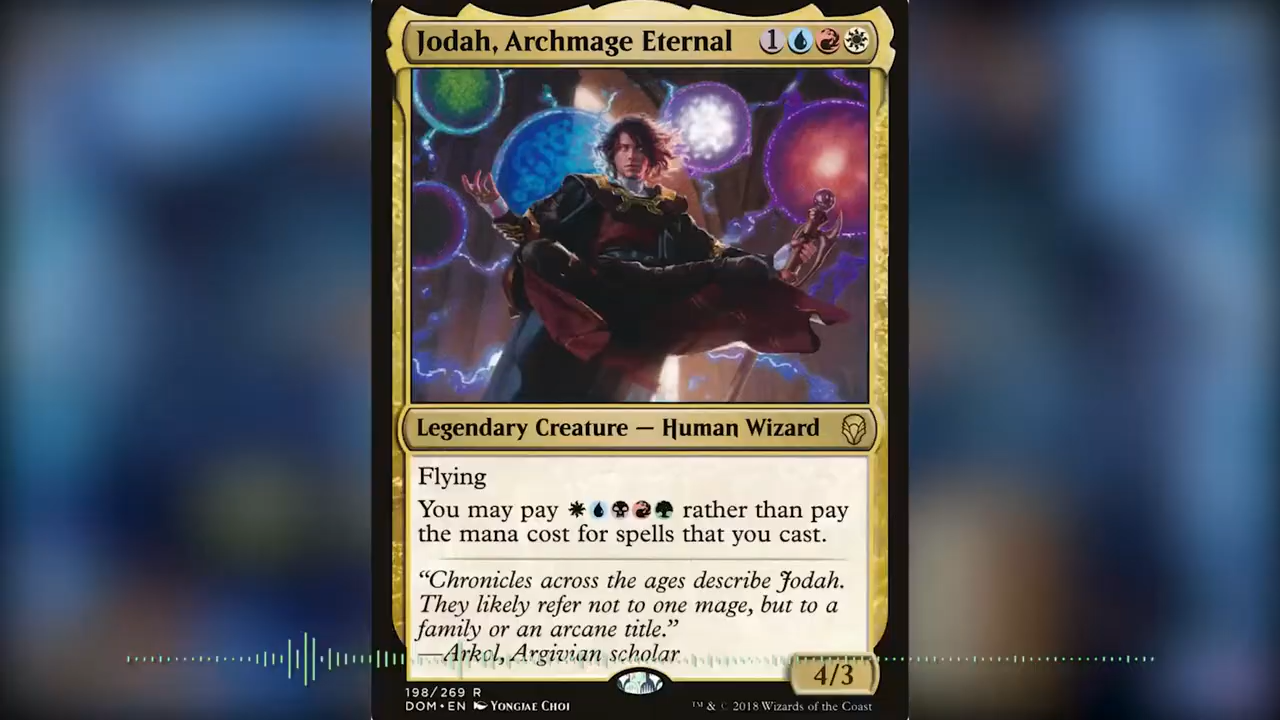 Jodah, Archmage Eternal 1
Legendary Creature — Human Wizard
Flying
You may pay rather than pay
the mana cost for spells that you cast.
“Chronicles across the ages describe Jodah.
They likely refer not to one mage, but to a
family or an arcane title.”
—Arkol, Argivian scholar
4/3
198/269 R
DOM • EN Yongjae Choi
™ & © 2018 Wizards of the Coast